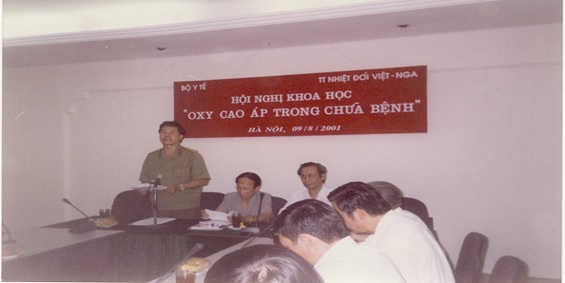 BỘ Y TẾ
TT NHIỆT ĐỚI VIỆT-NGA
HỘI NGHỊ KHOA HỌC
"OXY CAO ÁP TRONG CHỮA BỆNH"
HÀ NỘI, 09/8/2001